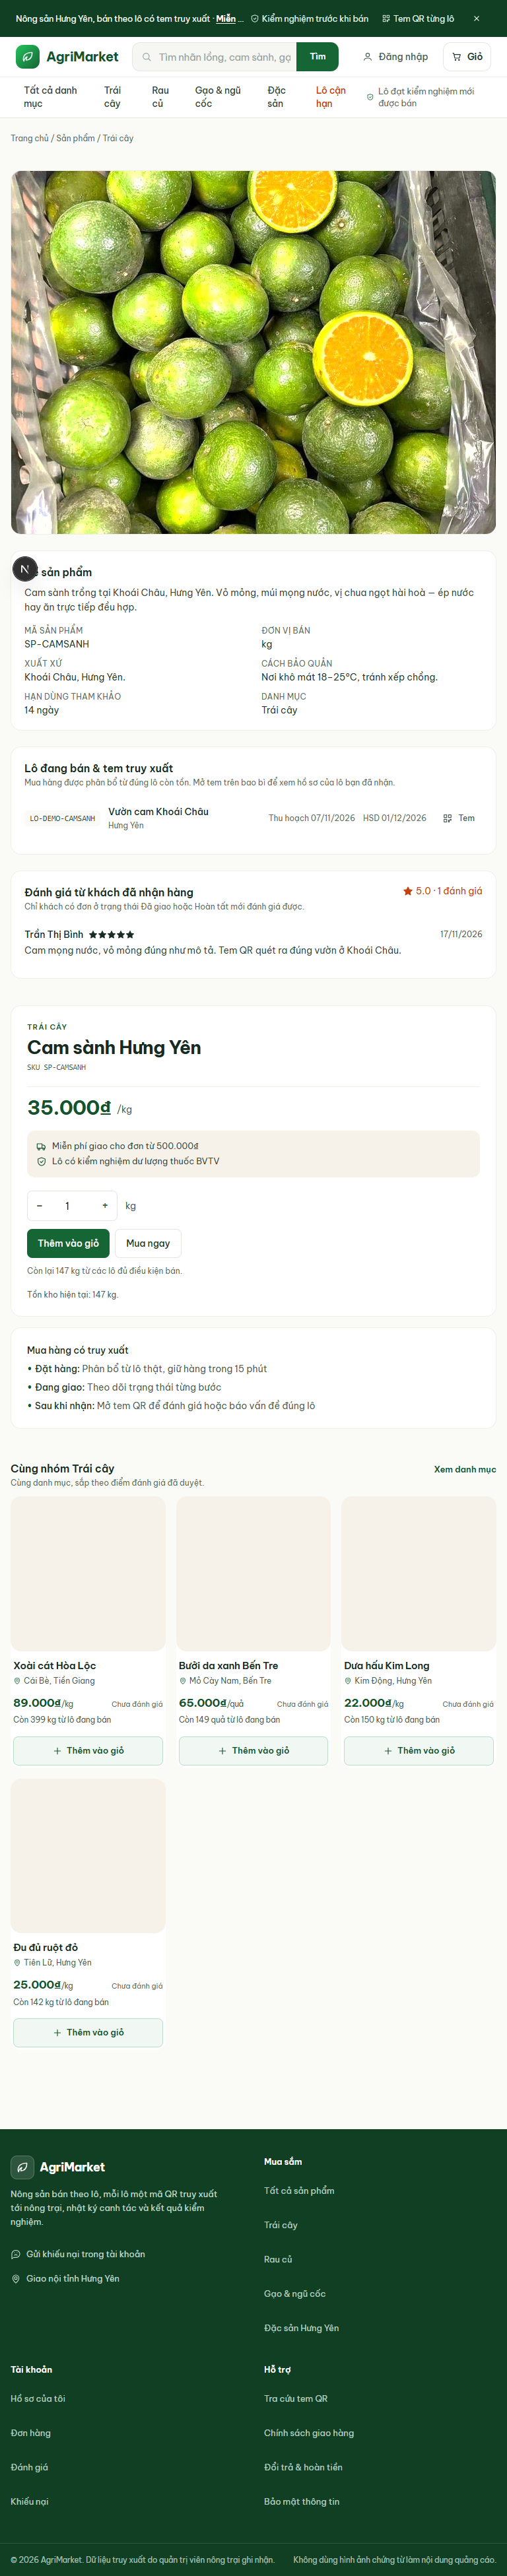 Nông sản Hưng Yên, bán theo lô có tem truy xuất · Miễn ... Kiểm nghiệm trước khi bán Tem QR từng lô ×
AgriMarket Tìm nhãn lồng, cam sành, gạ Tìm Đăng nhập Giỏ
Tất cả danh mục Trái cây Rau củ Gạo & ngũ cốc Đặc sản Lô cận hạn Lô đạt kiểm nghiệm mới được bán
Trang chủ / Sản phẩm / Trái cây
N sản phẩm
Cam sành trồng tại Khoái Châu, Hưng Yên. Vỏ mỏng, múi mọng nước, vị chua ngọt hài hoà — ép nước
hay ăn trực tiếp đều hợp.
MÃ SẢN PHẨM ĐƠN VỊ BÁN
SP-CAMSANH kg
XUẤT XỨ CÁCH BẢO QUẢN
Khoái Châu, Hưng Yên. Nơi khô mát 18–25°C, tránh xếp chồng.
HẠN DÙNG THAM KHẢO DANH MỤC
14 ngày Trái cây
Lô đang bán & tem truy xuất
Mua hàng được phân bổ từ đúng lô còn tồn. Mở tem trên bao bì để xem hồ sơ của lô bạn đã nhận.
LO-DEMO-CAMSANH Vườn cam Khoái Châu Thu hoạch 07/11/2026 HSD 01/12/2026 Tem
Hưng Yên
Đánh giá từ khách đã nhận hàng ★ 5.0 · 1 đánh giá
Chỉ khách có đơn ở trạng thái Đã giao hoặc Hoàn tất mới đánh giá được.
Trần Thị Bình ★★★★★ 17/11/2026
Cam mọng nước, vỏ mỏng đúng như mô tả. Tem QR quét ra đúng vườn ở Khoái Châu.
TRÁI CÂY
Cam sành Hưng Yên
SKU SP-CAMSANH
35.000₫ /kg
Miễn phí giao cho đơn từ 500.000₫
Lô có kiểm nghiệm dư lượng thuốc BVTV
− 1 + kg
Thêm vào giỏ Mua ngay
Còn lại 147 kg từ các lô đủ điều kiện bán.
Tồn kho hiện tại: 147 kg.
Mua hàng có truy xuất
• Đặt hàng: Phân bổ từ lô thật, giữ hàng trong 15 phút
• Đang giao: Theo dõi trạng thái từng bước
• Sau khi nhận: Mở tem QR để đánh giá hoặc báo vấn đề đúng lô
Cùng nhóm Trái cây Xem danh mục
Cùng danh mục, sắp theo điểm đánh giá đã duyệt.
Xoài cát Hòa Lộc
Cái Bè, Tiền Giang
89.000₫/kg Chưa đánh giá
Còn 399 kg từ lô đang bán
+ Thêm vào giỏ
Bưởi da xanh Bến Tre
Mỏ Cày Nam, Bến Tre
65.000₫/quả Chưa đánh giá
Còn 149 quả từ lô đang bán
+ Thêm vào giỏ
Dưa hấu Kim Long
Kim Động, Hưng Yên
22.000₫/kg Chưa đánh giá
Còn 150 kg từ lô đang bán
+ Thêm vào giỏ
Đu đủ ruột đỏ
Tiên Lữ, Hưng Yên
25.000₫/kg Chưa đánh giá
Còn 142 kg từ lô đang bán
+ Thêm vào giỏ
AgriMarket
Nông sản bán theo lô, mỗi lô một mã QR truy xuất
tới nông trại, nhật ký canh tác và kết quả kiểm
nghiệm.
Gửi khiếu nại trong tài khoản
Giao nội tỉnh Hưng Yên
Mua sắm
Tất cả sản phẩm
Trái cây
Rau củ
Gạo & ngũ cốc
Đặc sản Hưng Yên
Tài khoản
Hồ sơ của tôi
Đơn hàng
Đánh giá
Khiếu nại
Hỗ trợ
Tra cứu tem QR
Chính sách giao hàng
Đổi trả & hoàn tiền
Bảo mật thông tin
© 2026 AgriMarket. Dữ liệu truy xuất do quản trị viên nông trại ghi nhận. Không dùng hình ảnh chứng từ làm nội dung quảng cáo.